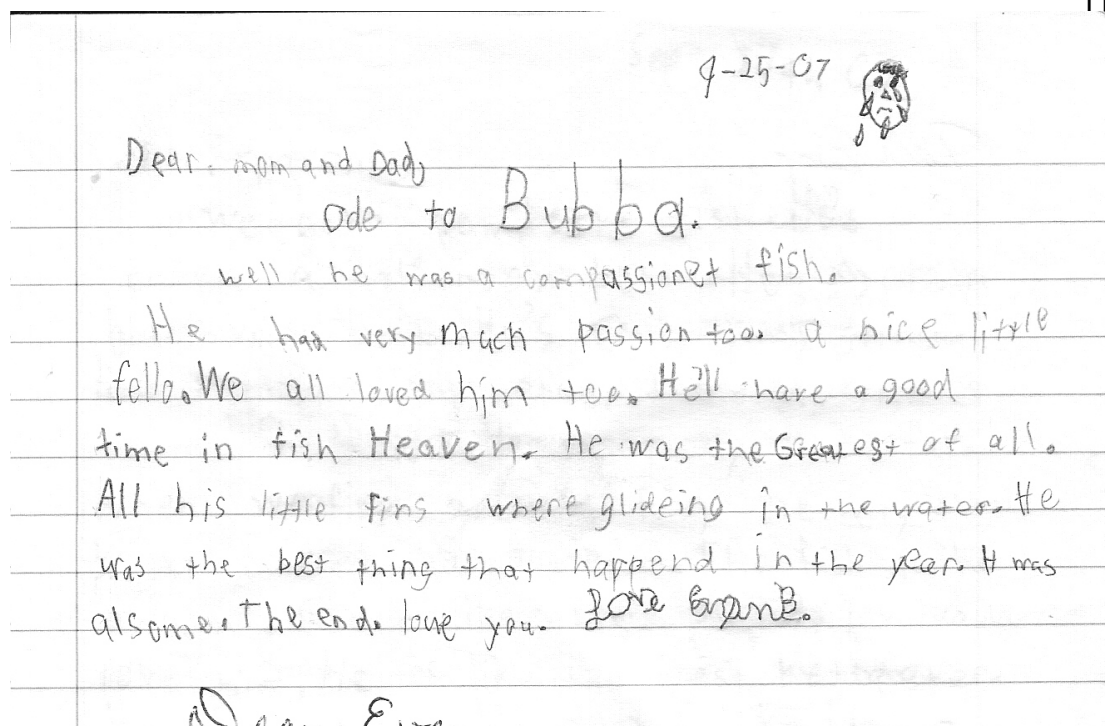 9-25-07
Dear mom and Dad,
ode to Bubba.
well he was a compassionet fish.
He had very much passion too. a nice little
fello. We all loved him too. He'll have a good
time in fish Heaven. He was the Greatest of all.
All his little fins where glideing in the water. He
was the best thing that happend in the year. It was
alsome. The end. love you. Love
Dear